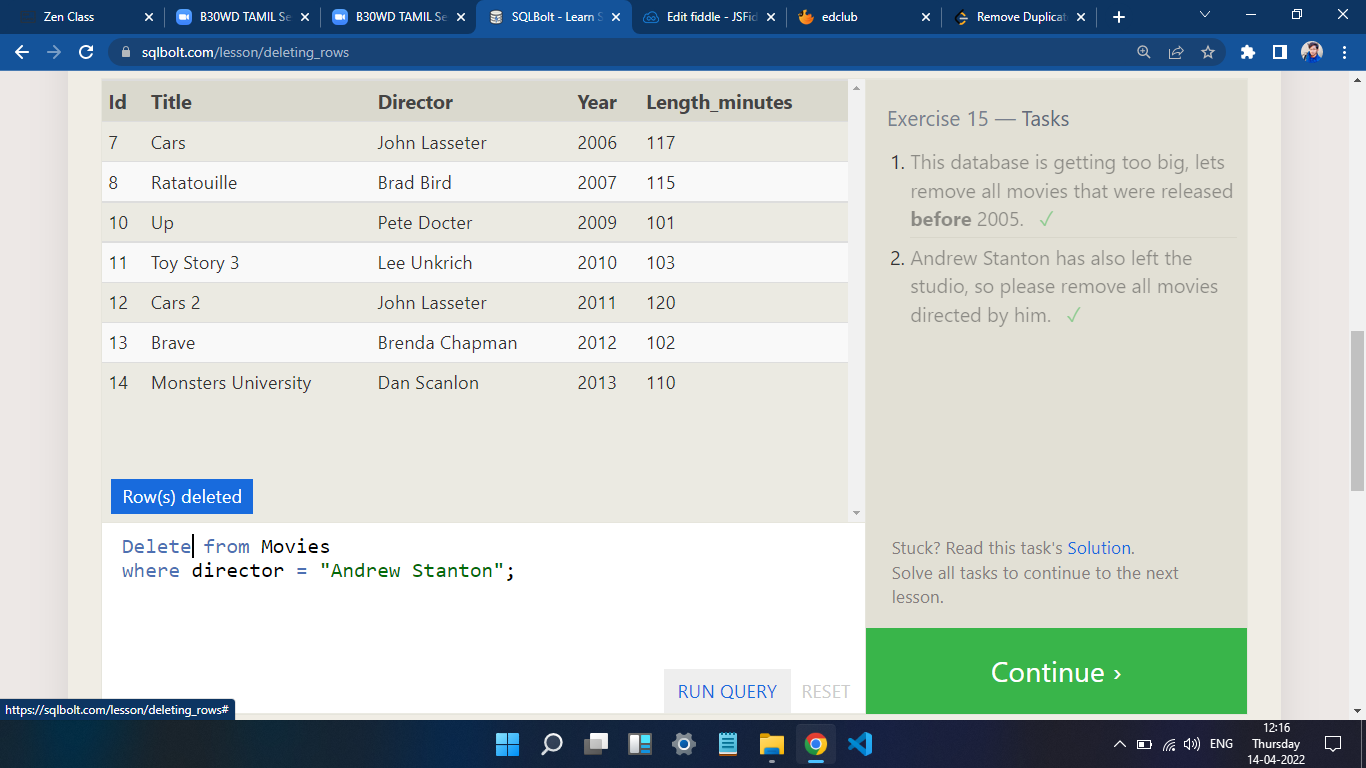 Zen Class
B30WD TAMIL Se
B30WD TAMIL Se
SQLBolt - Learn S
Edit fiddle - JSFid
edclub
Remove Duplicat
sqlbolt.com/lesson/deleting_rows
Id Title Director Year Length_minutes
7 Cars John Lasseter 2006 117
8 Ratatouille Brad Bird 2007 115
10 Up Pete Docter 2009 101
11 Toy Story 3 Lee Unkrich 2010 103
12 Cars 2 John Lasseter 2011 120
13 Brave Brenda Chapman 2012 102
14 Monsters University Dan Scanlon 2013 110
Row(s) deleted
Delete from Movies
where director = "Andrew Stanton";
RUN QUERY RESET
Exercise 15 — Tasks
1. This database is getting too big, lets
remove all movies that were released
before 2005. ✓
2. Andrew Stanton has also left the
studio, so please remove all movies
directed by him. ✓
Stuck? Read this task's Solution.
Solve all tasks to continue to the next
lesson.
Continue ›
https://sqlbolt.com/lesson/deleting_rows#
ENG
12:16
Thursday
14-04-2022